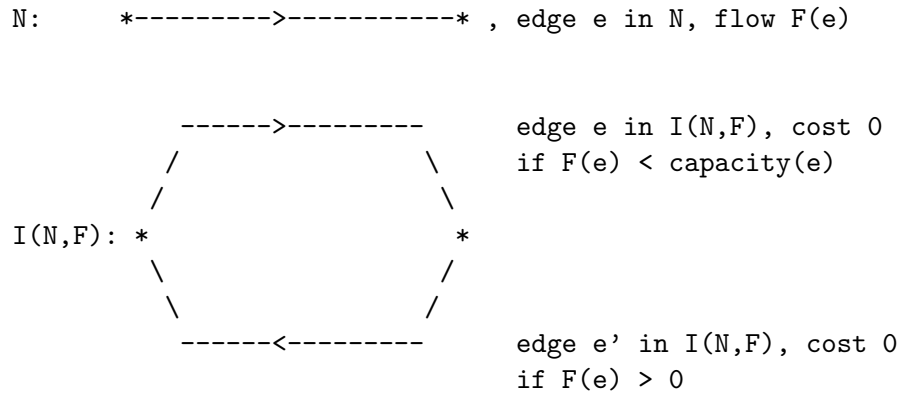 N: *--------->-----------* , edge e in N, flow F(e)
------>--------- edge e in I(N,F), cost 0
/ \ if F(e) < capacity(e)
/ \
I(N,F): * *
\ /
\ /
------<--------- edge e' in I(N,F), cost 0
if F(e) > 0